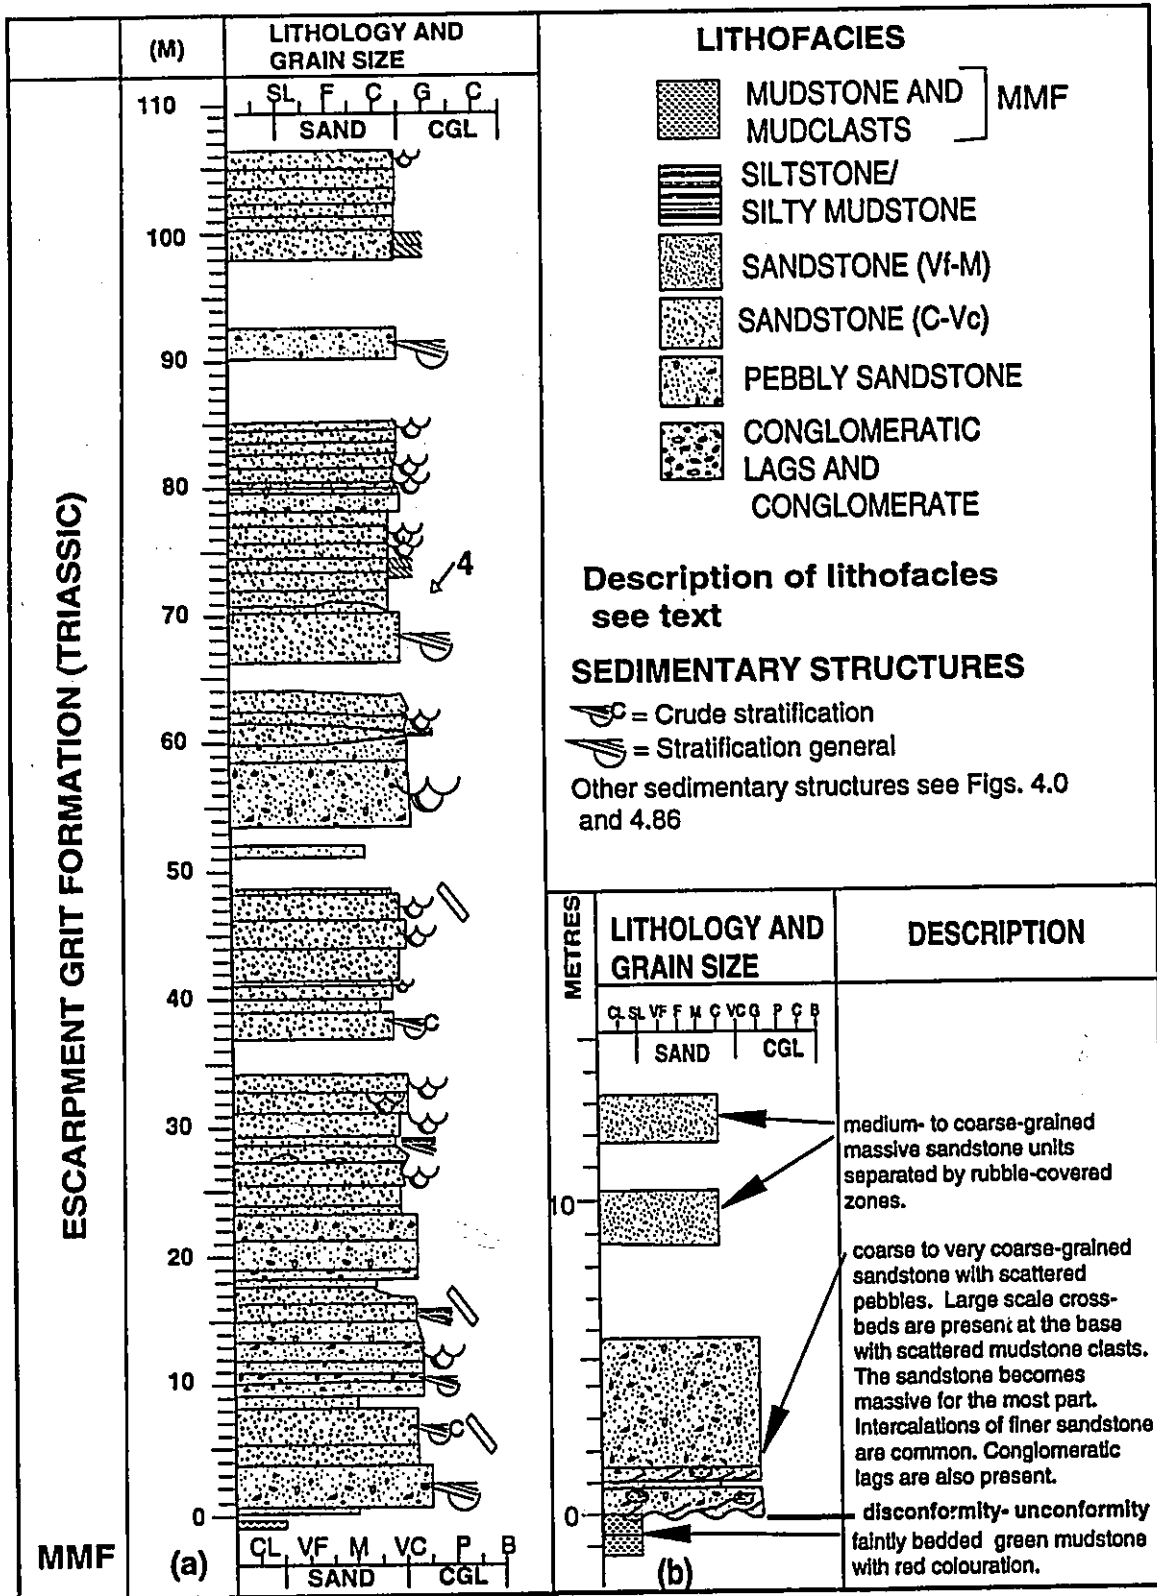 (M)
LITHOLOGY AND
GRAIN SIZE
SL F C G C
SAND CGL
110
100
90
80
70
60
50
40
30
20
10
0
4
C
C
ESCARPMENT GRIT FORMATION (TRIASSIC)
MMF
(a)
CL VF M VC P B
SAND CGL
LITHOFACIES
MUDSTONE AND
MUDCLASTS
MMF
SILTSTONE/
SILTY MUDSTONE
SANDSTONE (Vf-M)
SANDSTONE (C-Vc)
PEBBLY SANDSTONE
CONGLOMERATIC
LAGS AND
CONGLOMERATE
Description of lithofacies
see text
SEDIMENTARY STRUCTURES
C = Crude stratification
= Stratification general
Other sedimentary structures see Figs. 4.0
and 4.86
METRES
LITHOLOGY AND
GRAIN SIZE
DESCRIPTION
CL SL VF F M C VC G P C B
SAND CGL
10
0
medium- to coarse-grained
massive sandstone units
separated by rubble-covered
zones.
coarse to very coarse-grained
sandstone with scattered
pebbles. Large scale cross-
beds are present at the base
with scattered mudstone clasts.
The sandstone becomes
massive for the most part.
Intercalations of finer sandstone
are common. Conglomeratic
lags are also present.
disconformity- unconformity
faintly bedded green mudstone
with red colouration.
(b)